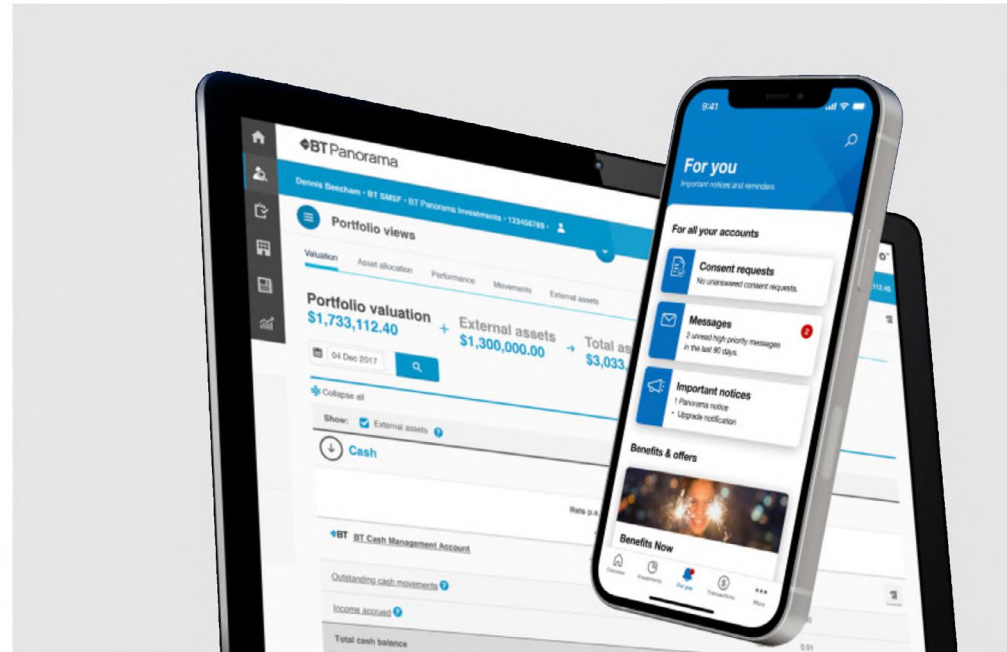 BT Panorama
Dennis Beecham • BT SMSF • BT Panorama Investments • 123456789 •
Portfolio views
Valuation Asset allocation Performance Movements External assets
Portfolio valuation + External assets → Total as
$1,733,112.40 $1,300,000.00 $3,033.
04 Dec 2017
Collapse all
Show: External assets ?
Cash
Rate p.a.
BT BT Cash Management Account
Outstanding cash movements ?
Income accrued ?
0.91
Total cash balance
9:41
For you
Important notices and reminders
For all your accounts
Consent requests
No unanswered consent requests.
Messages
2
2 unread high priority messages
in the last 90 days.
Important notices
1 Panorama notice
• Upgrade notification
Benefits & offers
Benefits Now
Overview Investments For you Transactions More